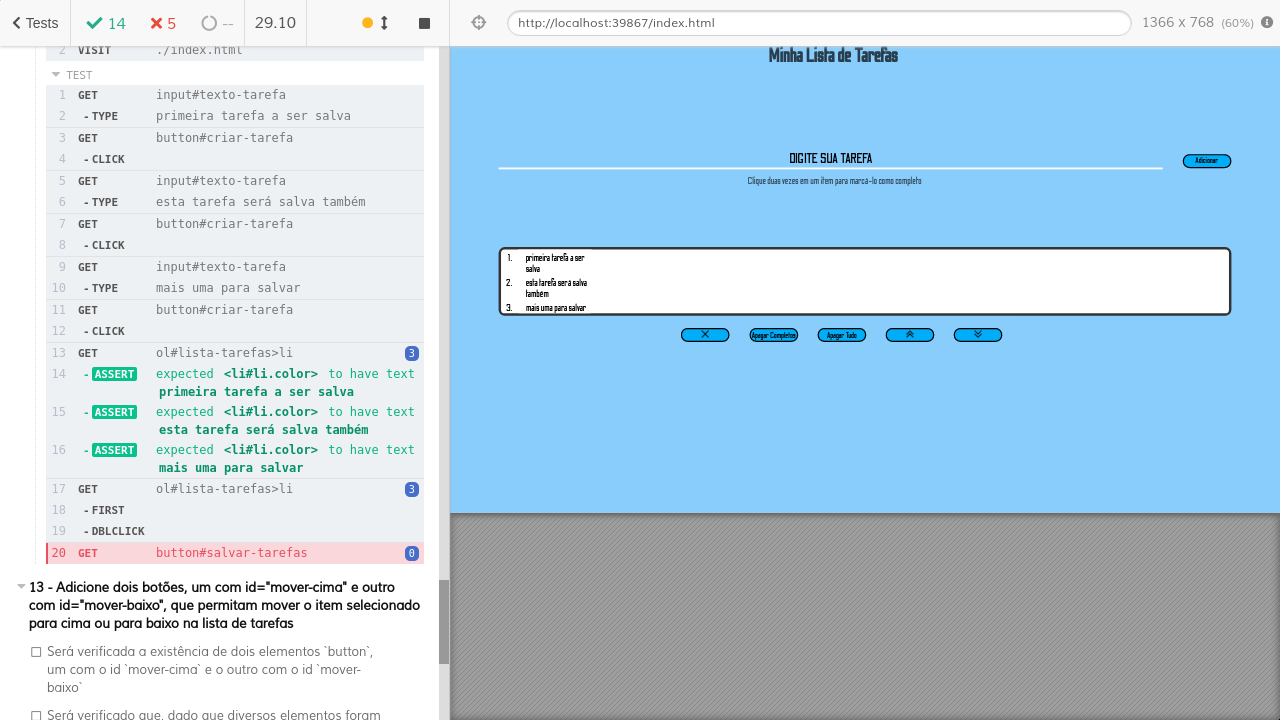 Tests
14
5
--
29.10
http://localhost:39867/index.html
1366 x 768 (60%)
2 VISIT ./index.html
TEST
1 GET input#texto-tarefa
2 -TYPE primeira tarefa a ser salva
3 GET button#criar-tarefa
4 -CLICK
5 GET input#texto-tarefa
6 -TYPE esta tarefa será salva também
7 GET button#criar-tarefa
8 -CLICK
9 GET input#texto-tarefa
10 -TYPE mais uma para salvar
11 GET button#criar-tarefa
12 -CLICK
13 GET ol#lista-tarefas>li 3
14 -ASSERT expected <li#li.color> to have text
primeira tarefa a ser salva
15 -ASSERT expected <li#li.color> to have text
esta tarefa será salva também
16 -ASSERT expected <li#li.color> to have text
mais uma para salvar
17 GET ol#lista-tarefas>li 3
18 -FIRST
19 -DBLCLICK
20 GET button#salvar-tarefas 0
13 - Adicione dois botões, um com id="mover-cima" e outro
com id="mover-baixo", que permitam mover o item selecionado
para cima ou para baixo na lista de tarefas
Será verificada a existência de dois elementos `button`,
um com o id `mover-cima` e o outro com o id `mover-
baixo`
Será verificado que, dado que diversos elementos foram
Minha Lista de Tarefas
DIGITE SUA TAREFA
Adicionar
Clique duas vezes em um item para marcá-lo como completo
1. primeira tarefa a ser
salva
2. esta tarefa será salva
também
3. mais uma para salvar
Apagar Completos
Apagar Tudo